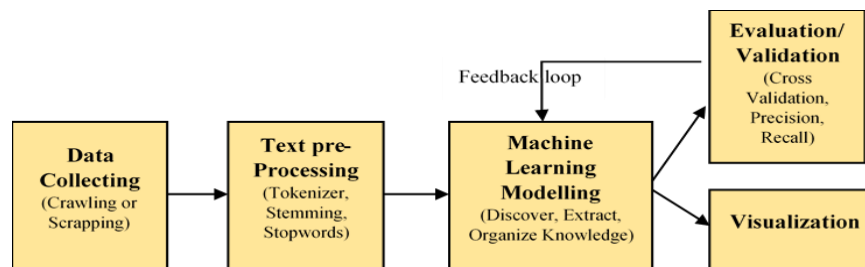 Data
Collecting
(Crawling or
Scrapping)
Text pre-
Processing
(Tokenizer,
Stemming,
Stopwords)
Feedback loop
Machine
Learning
Modelling
(Discover, Extract,
Organize Knowledge)
Evaluation/
Validation
(Cross
Validation,
Precision,
Recall)
Visualization